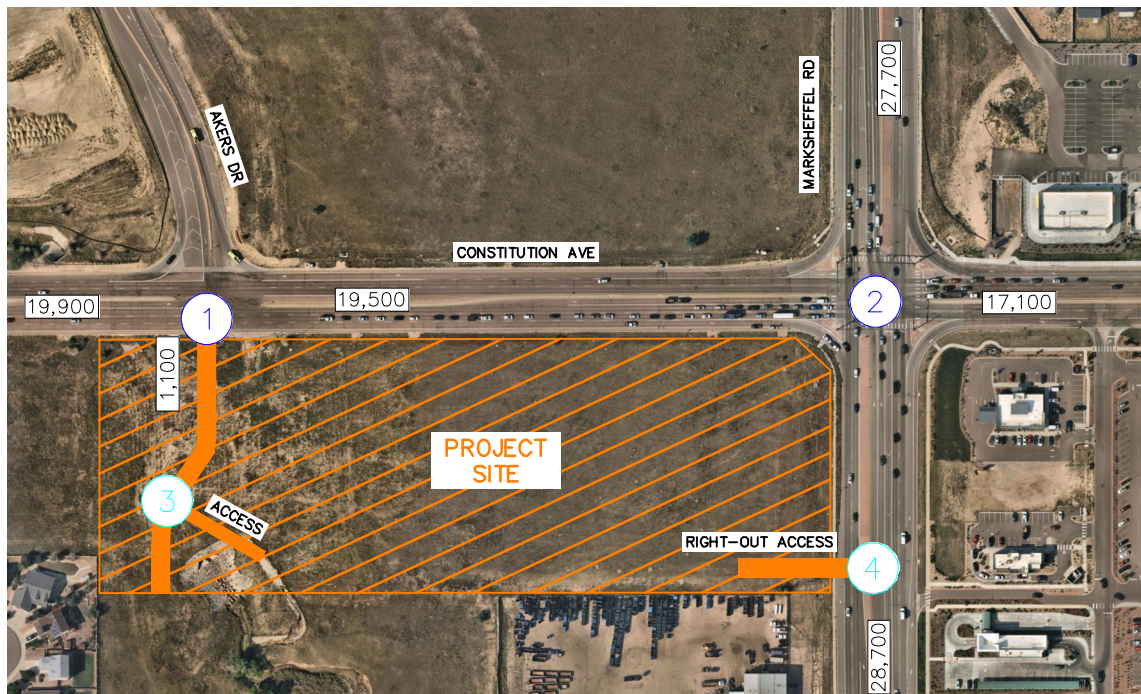 27,700
AKERS DR
MARKSHEFFEL RD
CONSTITUTION AVE
19,900
19,500
17,100
1
2
1,100
PROJECT
SITE
3
ACCESS
RIGHT-OUT ACCESS
4
28,700